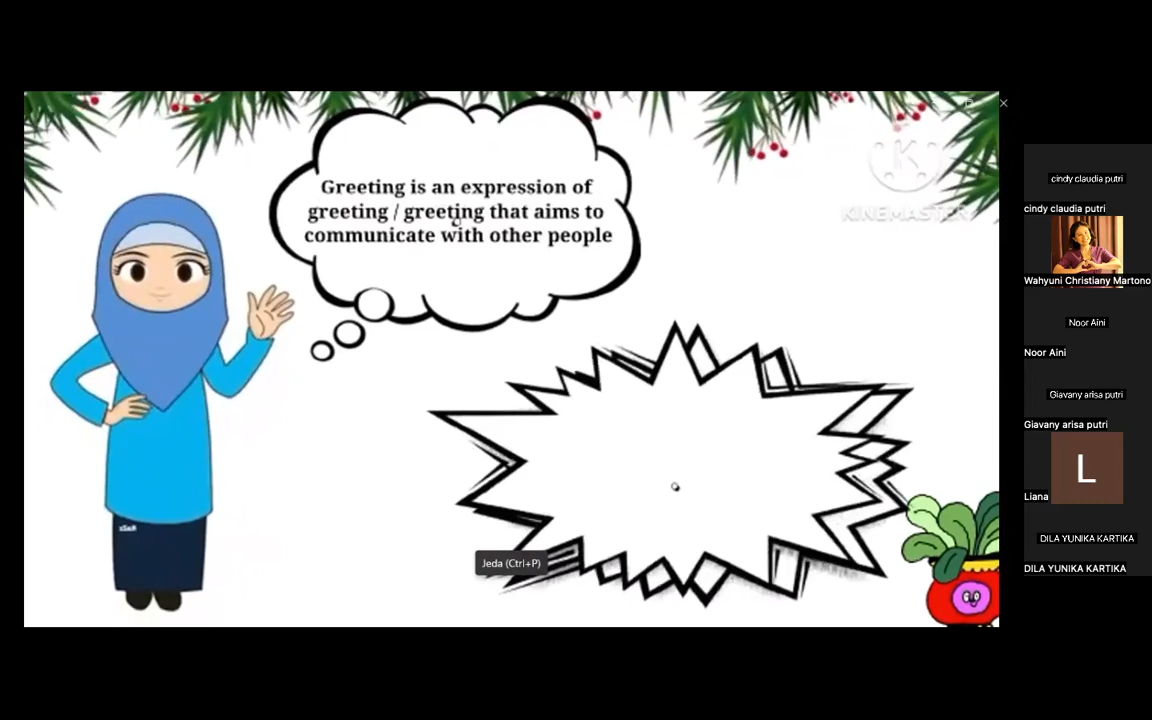 Greeting is an expression of
greeting / greeting that aims to
communicate with other people
KINEMASTER
Jeda (Ctrl+P)
cindy claudia putri
cindy claudia putri
Wahyuni Christiany Martono
Noor Aini
Noor Aini
Giavany arisa putri
Giavany arisa putri
L
Liana
DILA YUNIKA KARTIKA
DILA YUNIKA KARTIKA